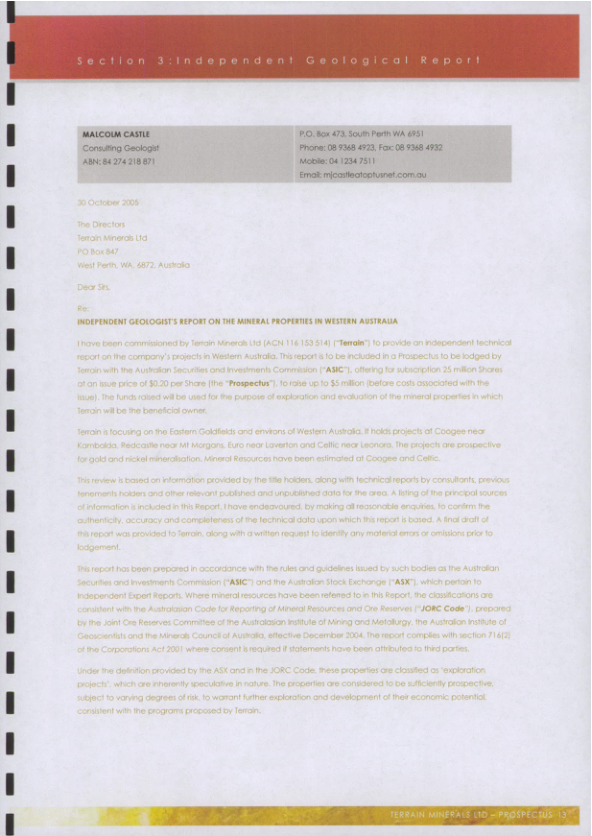 Section 3:Independent Geological Report
MALCOLM CASTLE
Consulting Geologist
ABN: 84 274 218 871
P.O. Box 473, South Perth WA 6951
Phone: 08 9368 4923, Fax: 08 9368 4932
Mobile: 04 1234 7511
Email: mjcastleatoptusnet.com.au
30 October 2005
The Directors
Terrain Minerals Ltd
PO Box 847
West Perth, WA, 6872, Australia
Dear Sirs,
Re:
INDEPENDENT GEOLOGIST'S REPORT ON THE MINERAL PROPERTIES IN WESTERN AUSTRALIA
I have been commissioned by Terrain Minerals Ltd (ACN 116 153 514) ("Terrain") to provide an independent technical
report on the company's projects in Western Australia. This report is to be included in a Prospectus to be lodged by
Terrain with the Australian Securities and Investments Commission ("ASIC"), offering for subscription 25 million Shares
at an issue price of $0.20 per Share (the "Prospectus"), to raise up to $5 million (before costs associated with the
issue). The funds raised will be used for the purpose of exploration and evaluation of the mineral properties in which
Terrain will be the beneficial owner.
Terrain is focusing on the Eastern Goldfields and environs of Western Australia. It holds projects at Coogee near
Kambalda, Redcastle near Mt Morgans, Euro near Laverton and Celtic near Leonora. The projects are prospective
for gold and nickel mineralisation. Mineral Resources have been estimated at Coogee and Celtic.
This review is based on information provided by the title holders, along with technical reports by consultants, previous
tenements holders and other relevant published and unpublished data for the area. A listing of the principal sources
of information is included in this Report. I have endeavoured, by making all reasonable enquiries, to confirm the
authenticity, accuracy and completeness of the technical data upon which this report is based. A final draft of
this report was provided to Terrain, along with a written request to identify any material errors or omissions prior to
lodgement.
This report has been prepared in accordance with the rules and guidelines issued by such bodies as the Australian
Securities and Investments Commission ("ASIC") and the Australian Stock Exchange ("ASX"), which pertain to
Independent Expert Reports. Where mineral resources have been referred to in this Report, the classifications are
consistent with the Australasian Code for Reporting of Mineral Resources and Ore Reserves ("JORC Code"), prepared
by the Joint Ore Reserves Committee of the Australasian Institute of Mining and Metallurgy, the Australian Institute of
Geoscientists and the Minerals Council of Australia, effective December 2004. The report complies with section 716(2)
of the Corporations Act 2001 where consent is required if statements have been attributed to third parties.
Under the definition provided by the ASX and in the JORC Code, these properties are classified as 'exploration
projects', which are inherently speculative in nature. The properties are considered to be sufficiently prospective,
subject to varying degrees of risk, to warrant further exploration and development of their economic potential,
consistent with the programs proposed by Terrain.
TERRAIN MINERALS LTD – PROSPECTUS 13